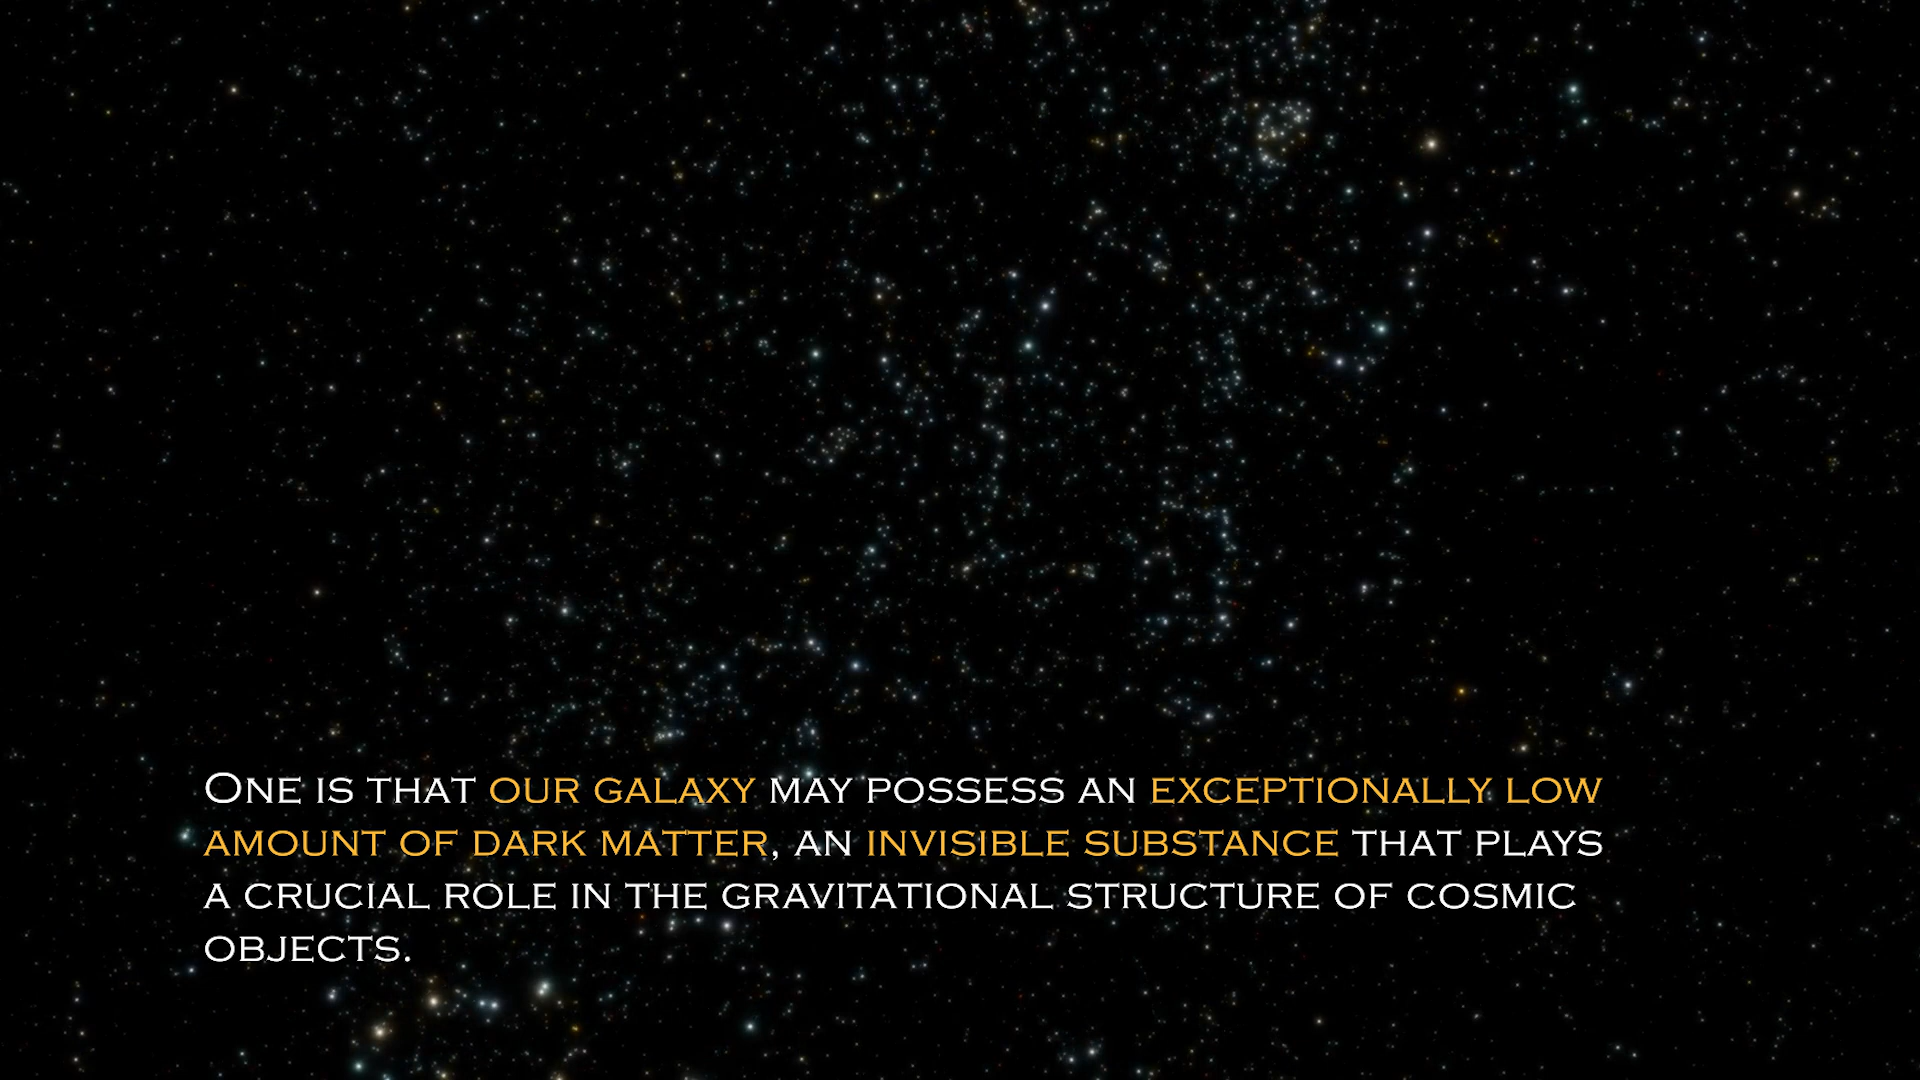 One is that our galaxy may possess an exceptionally low
amount of dark matter, an invisible substance that plays
a crucial role in the gravitational structure of cosmic
objects.